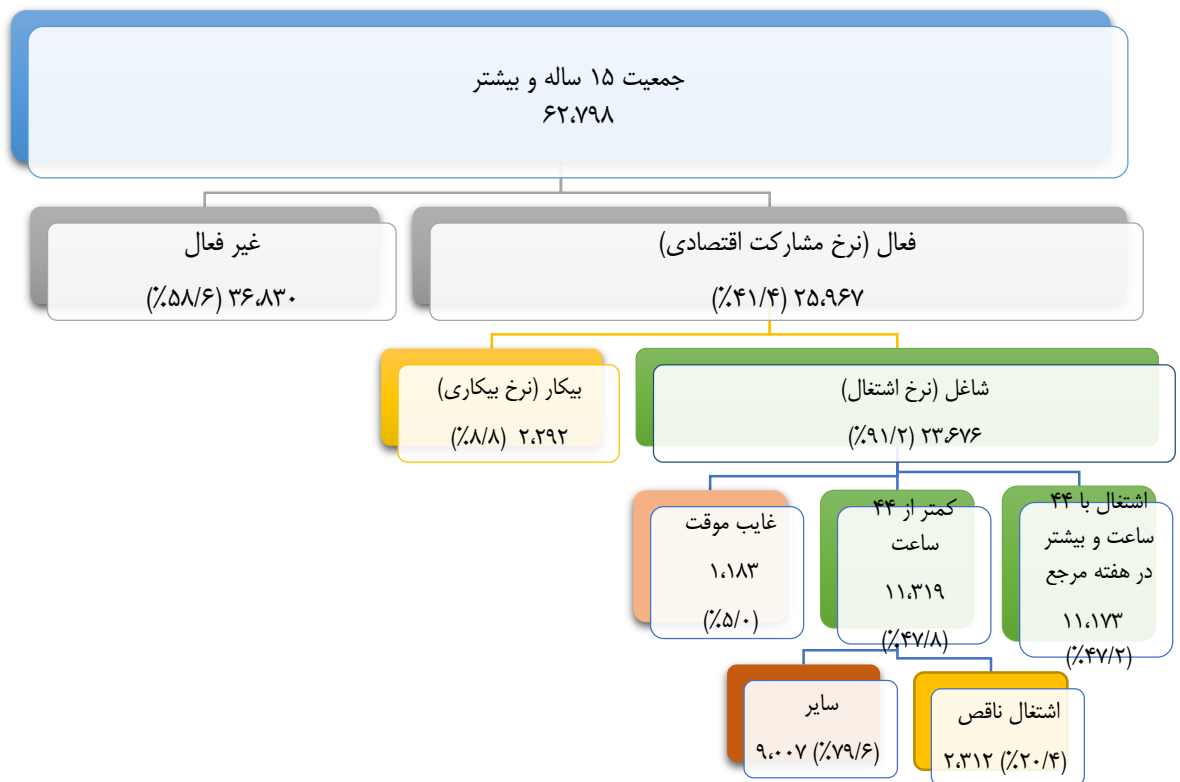 جمعیت ۱۵ ساله و بیشتر
۶۲،۷۹۸
فعال (نرخ مشارکت اقتصادی)
۲۵،۹۶۷ (٪۴۱/۴)
غیر فعال
۳۶،۸۳۰ (٪۵۸/۶)
شاغل (نرخ اشتغال)
۲۳،۶۷۶ (٪۹۱/۲)
بیکار (نرخ بیکاری)
۲،۲۹۲ (٪۸/۸)
اشتغال با ۴۴
ساعت و بیشتر
در هفته مرجع
۱۱،۱۷۳
(٪۴۷/۲)
کمتر از ۴۴
ساعت
۱۱،۳۱۹
(٪۴۷/۸)
غایب موقت
۱،۱۸۳
(٪۵/۰)
اشتغال ناقص
۲،۳۱۲ (٪۲۰/۴)
سایر
۹،۰۰۷ (٪۷۹/۶)